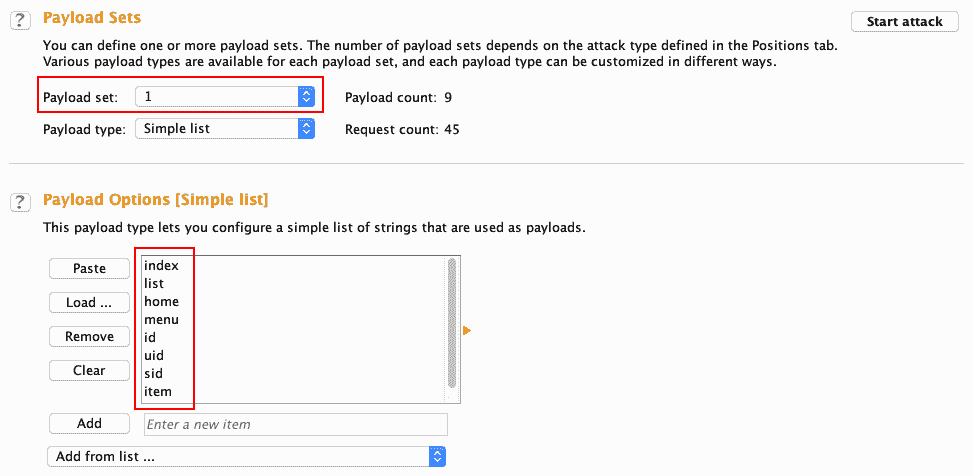 ? Payload Sets Start attack
You can define one or more payload sets. The number of payload sets depends on the attack type defined in the Positions tab.
Various payload types are available for each payload set, and each payload type can be customized in different ways.
Payload set: 1 Payload count: 9
Payload type: Simple list Request count: 45
? Payload Options [Simple list]
This payload type lets you configure a simple list of strings that are used as payloads.
Paste
Load ...
Remove
Clear
index
list
home
menu
id
uid
sid
item
Add Enter a new item
Add from list ...